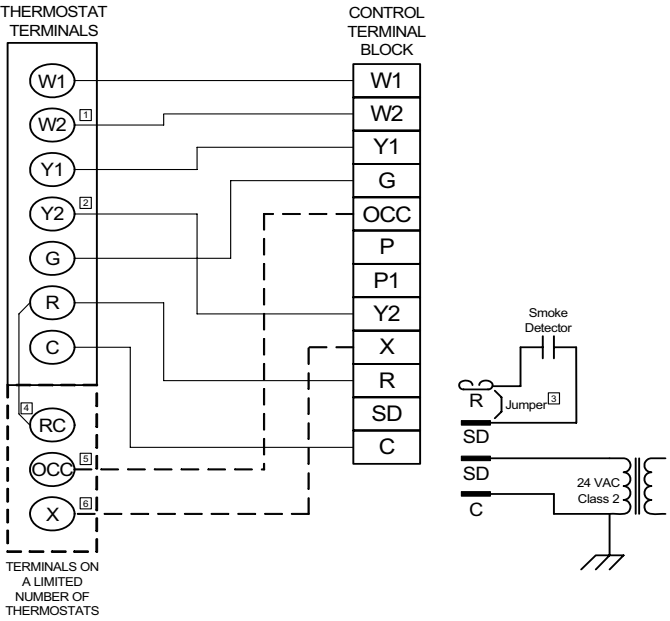 THERMOSTAT
TERMINALS
W1
W2
1
Y1
Y2
2
G
R
C
4
RC
OCC
5
X
6
TERMINALS ON
A LIMITED
NUMBER OF
THERMOSTATS
CONTROL
TERMINAL
BLOCK
W1
W2
Y1
G
OCC
P
P1
Y2
X
R
SD
C
Smoke
Detector
R
Jumper 3
SD
SD
C
24 VAC
Class 2